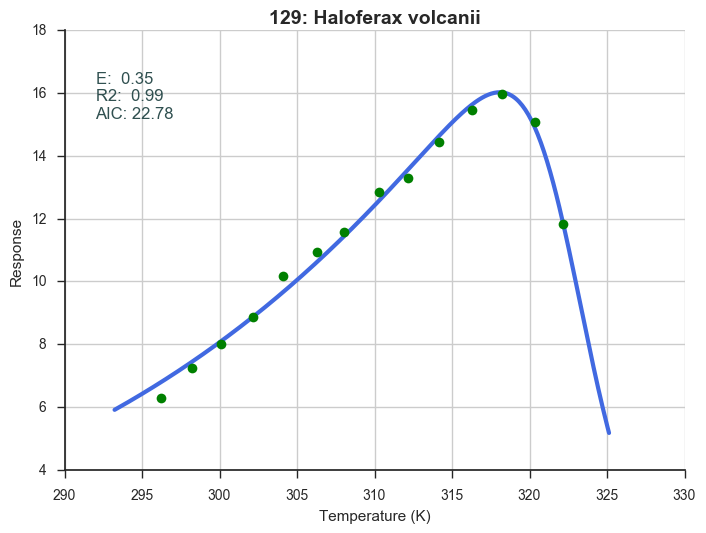 129: Haloferax volcanii
E:  0.35
R2:  0.99
AIC: 22.78
Response
18
16
14
12
10
8
6
4
290 295 300 305 310 315 320 325 330
Temperature (K)